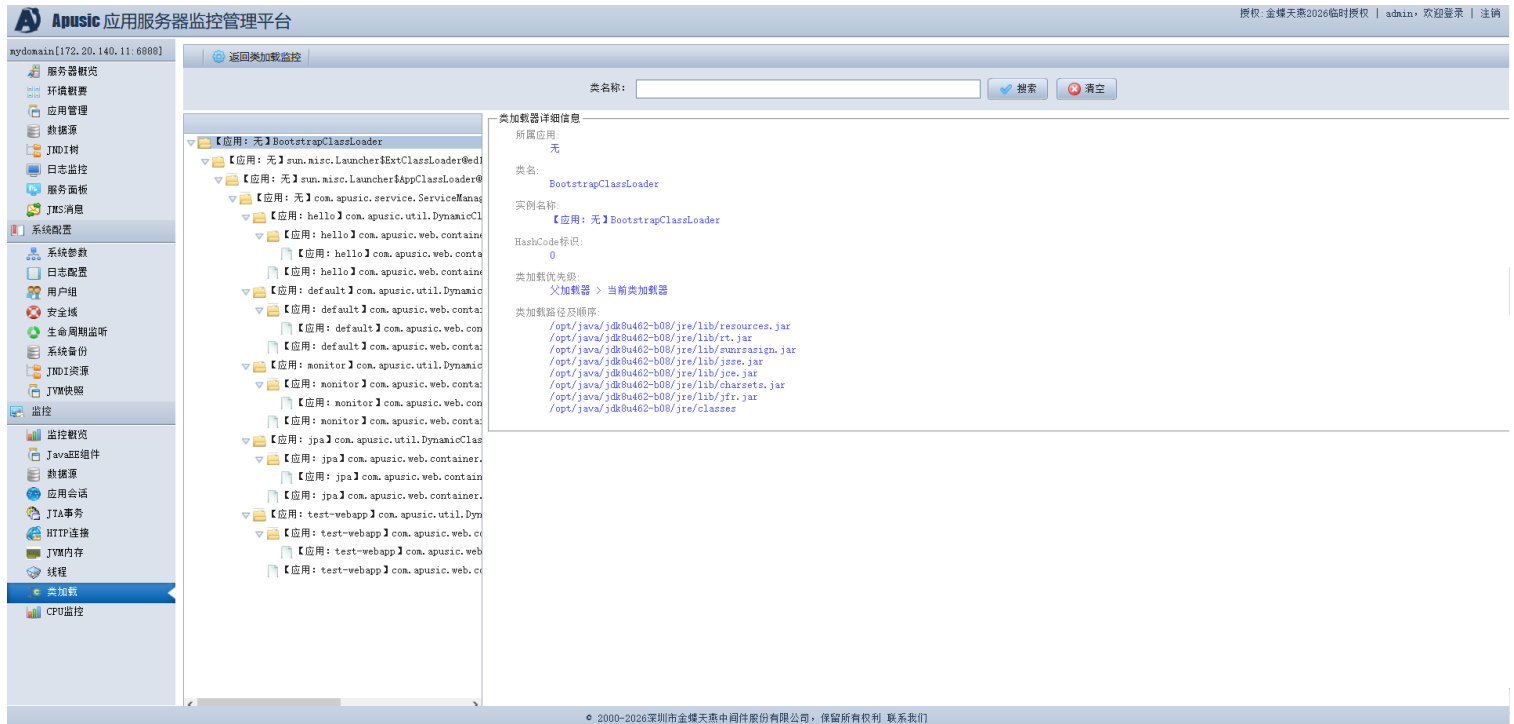 Apusic 应用服务器监控管理平台
授权:金蝶天燕2026临时授权 | admin, 欢迎登录 | 注销
mydomain[172.20.140.11:6888]
服务器概览
环境概要
应用管理
数据源
JNDI树
日志监控
服务面板
JMS消息
系统配置
系统参数
日志配置
用户组
安全域
生命周期监听
系统备份
JNDI资源
JVM快照
监控
监控概览
JavaEE组件
数据源
应用会话
JTA事务
HTTP连接
JVM内存
线程
类加载
CPU监控
返回类加载监控
类名称:
搜索
清空
【应用: 无】BootstrapClassLoader
【应用: 无】sun.misc.Launcher$ExtClassLoader@ed1
【应用: 无】sun.misc.Launcher$AppClassLoader@
【应用: 无】com.apusic.service.ServiceManag
【应用: hello】com.apusic.util.DynamicCl
【应用: hello】com.apusic.web.containe
【应用: hello】com.apusic.web.conta
【应用: hello】com.apusic.web.containe
【应用: default】com.apusic.util.Dynamic
【应用: default】com.apusic.web.contai
【应用: default】com.apusic.web.con
【应用: default】com.apusic.web.contai
【应用: monitor】com.apusic.util.Dynamic
【应用: monitor】com.apusic.web.contai
【应用: monitor】com.apusic.web.con
【应用: monitor】com.apusic.web.contai
【应用: jpa】com.apusic.util.DynamicClas
【应用: jpa】com.apusic.web.container.
【应用: jpa】com.apusic.web.contain
【应用: jpa】com.apusic.web.container.
【应用: test-webapp】com.apusic.util.Dyn
【应用: test-webapp】com.apusic.web.co
【应用: test-webapp】com.apusic.web
【应用: test-webapp】com.apusic.web.co
类加载器详细信息
所属应用:
无
类名:
BootstrapClassLoader
实例名称:
【应用: 无】BootstrapClassLoader
HashCode标识:
0
类加载优先级:
父加载器 > 当前类加载器
类加载路径及顺序:
/opt/java/jdk8u462-b08/jre/lib/resources.jar
/opt/java/jdk8u462-b08/jre/lib/rt.jar
/opt/java/jdk8u462-b08/jre/lib/sunrsasign.jar
/opt/java/jdk8u462-b08/jre/lib/jsse.jar
/opt/java/jdk8u462-b08/jre/lib/jce.jar
/opt/java/jdk8u462-b08/jre/lib/charsets.jar
/opt/java/jdk8u462-b08/jre/lib/jfr.jar
/opt/java/jdk8u462-b08/jre/classes
© 2000-2026深圳市金蝶天燕中间件股份有限公司, 保留所有权利 联系我们